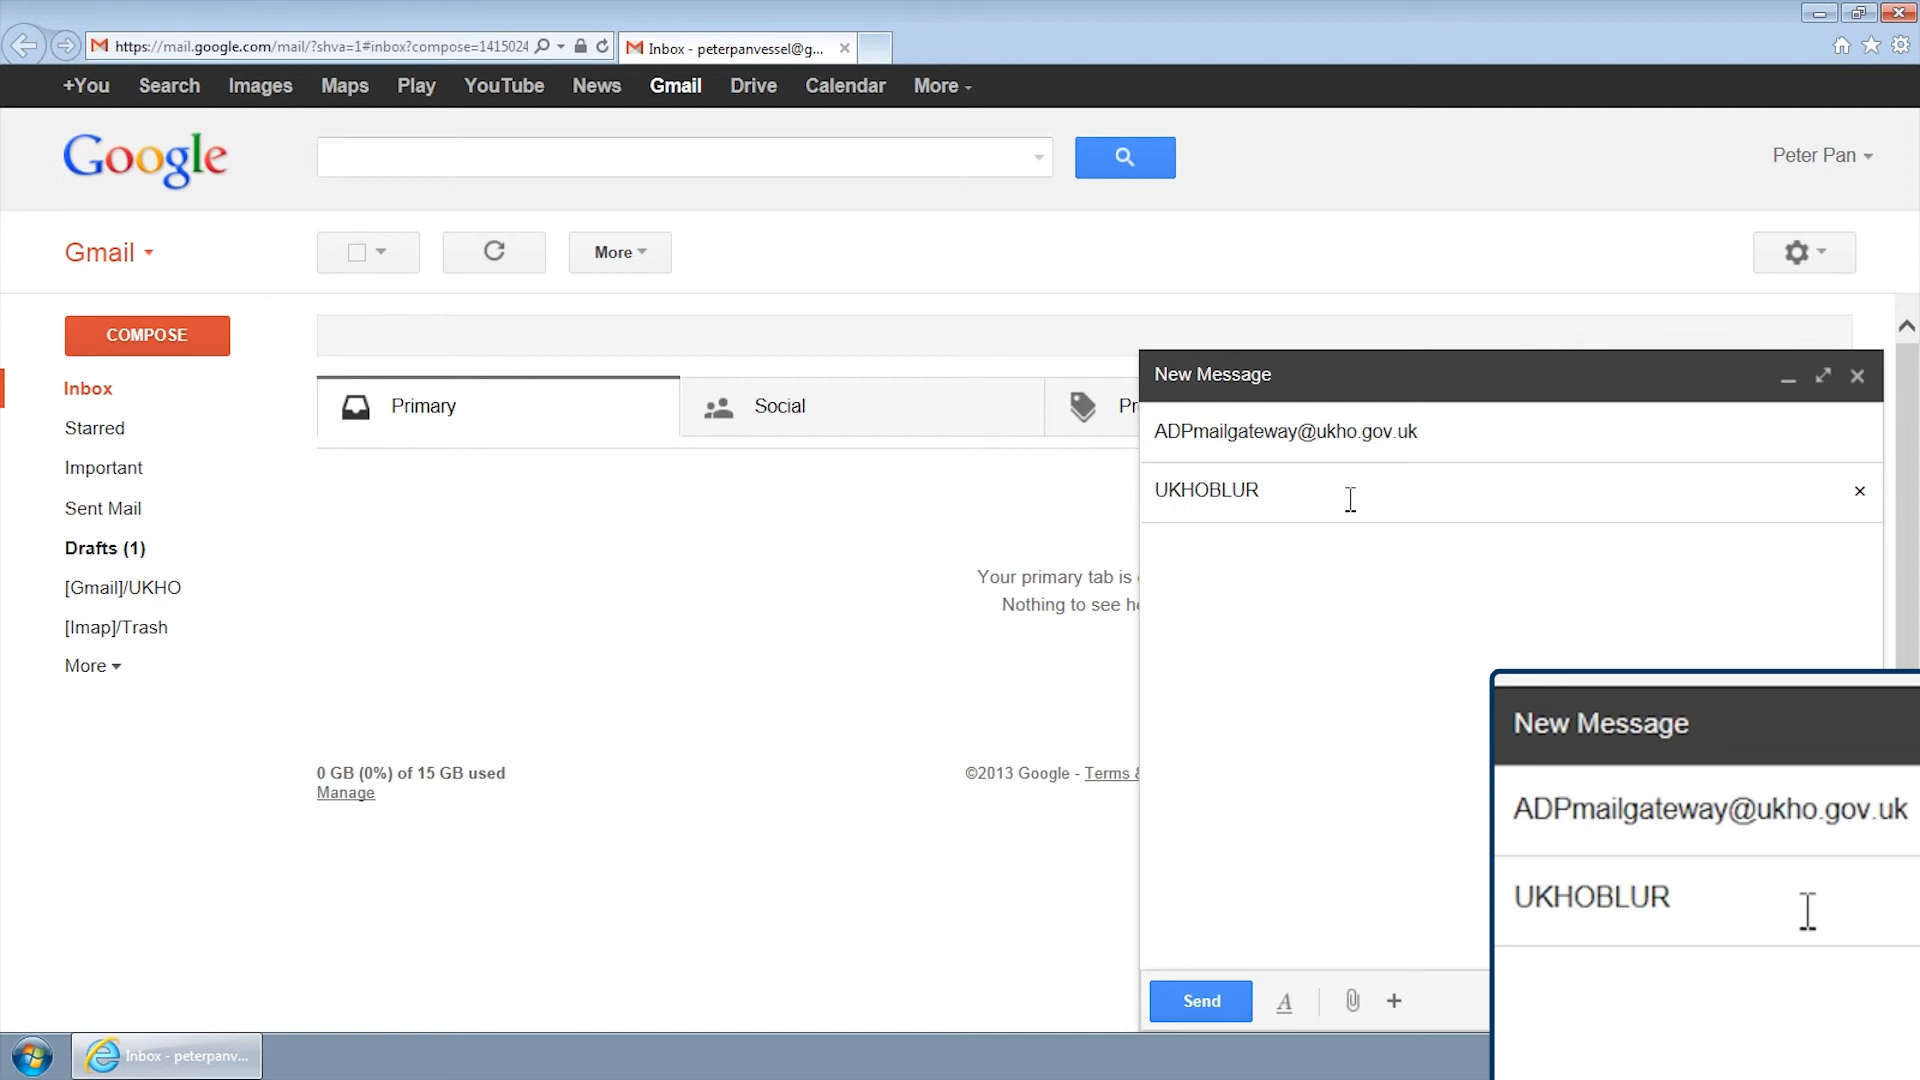 https://mail.google.com/mail/?shva=1#inbox?compose=1415024
Inbox - peterpanvessel@g...
+You Search Images Maps Play YouTube News Gmail Drive Calendar More
Google
Peter Pan
Gmail
More
COMPOSE
Inbox
Starred
Important
Sent Mail
Drafts (1)
[Gmail]/UKHO
[Imap]/Trash
More
Primary
Social
Pr
Your primary tab is
Nothing to see he
0 GB (0%) of 15 GB used
Manage
©2013 Google - Terms &
New Message
ADPmailgateway@ukho.gov.uk
UKHOBLUR
Send
A
New Message
ADPmailgateway@ukho.gov.uk
UKHOBLUR
Inbox - peterpanv...